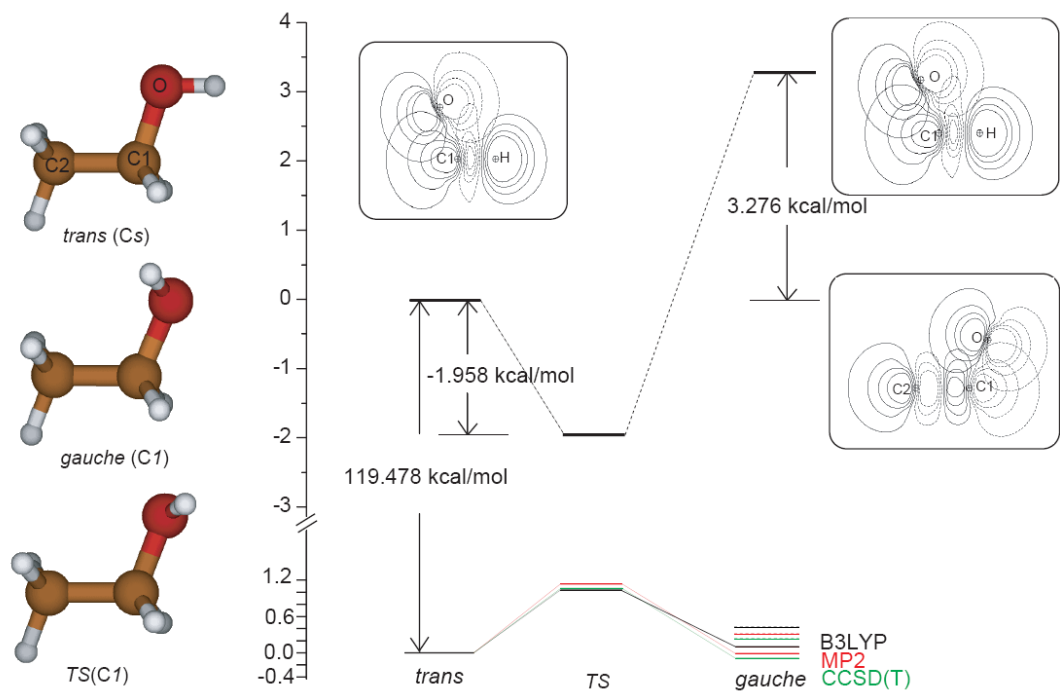 O
C2
C1
trans (Cs)
gauche (C1)
TS(C1)
4
3
2
1
0
-1
-2
-3
1.2
0.6
0.0
-0.4
O
C1
H
-1.958 kcal/mol
119.478 kcal/mol
3.276 kcal/mol
O
C1
H
O
C2
C1
B3LYP
MP2
CCSD(T)
trans
TS
gauche